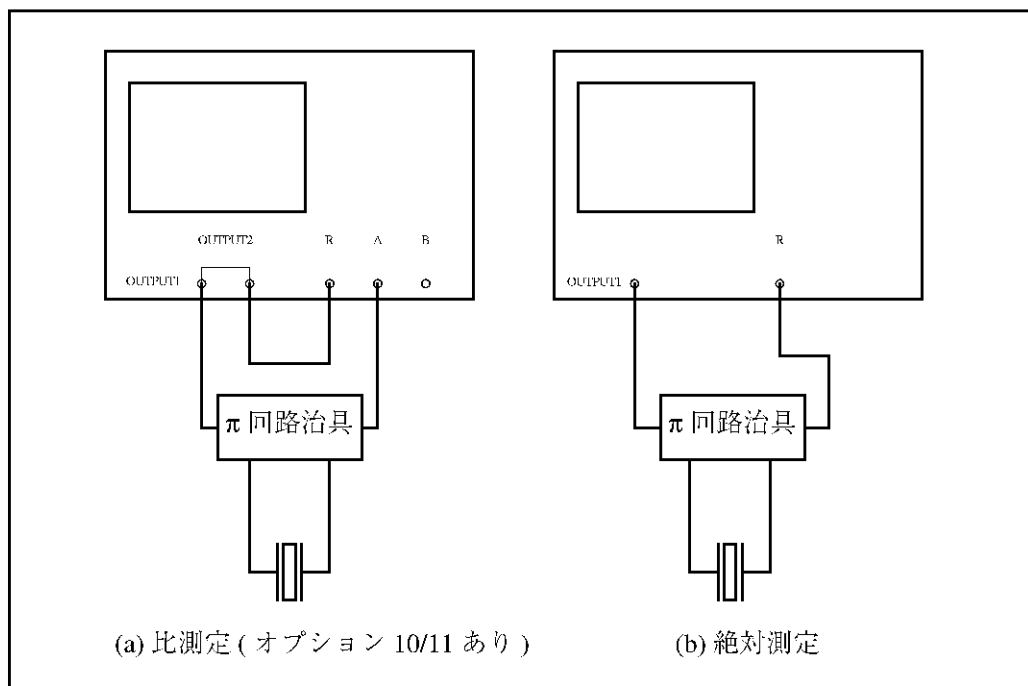 OUTPUT2 R A B
OUTPUT1
π 回路治具
(a) 比測定 ( オプション 10/11 あり )
R
OUTPUT1
π 回路治具
(b) 絶対測定